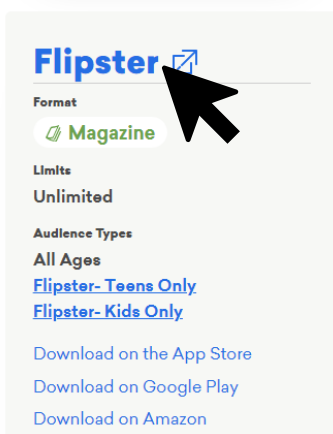 Flipster
Format
Magazine
Limits
Unlimited
Audience Types
All Ages
Flipster- Teens Only
Flipster- Kids Only
Download on the App Store
Download on Google Play
Download on Amazon